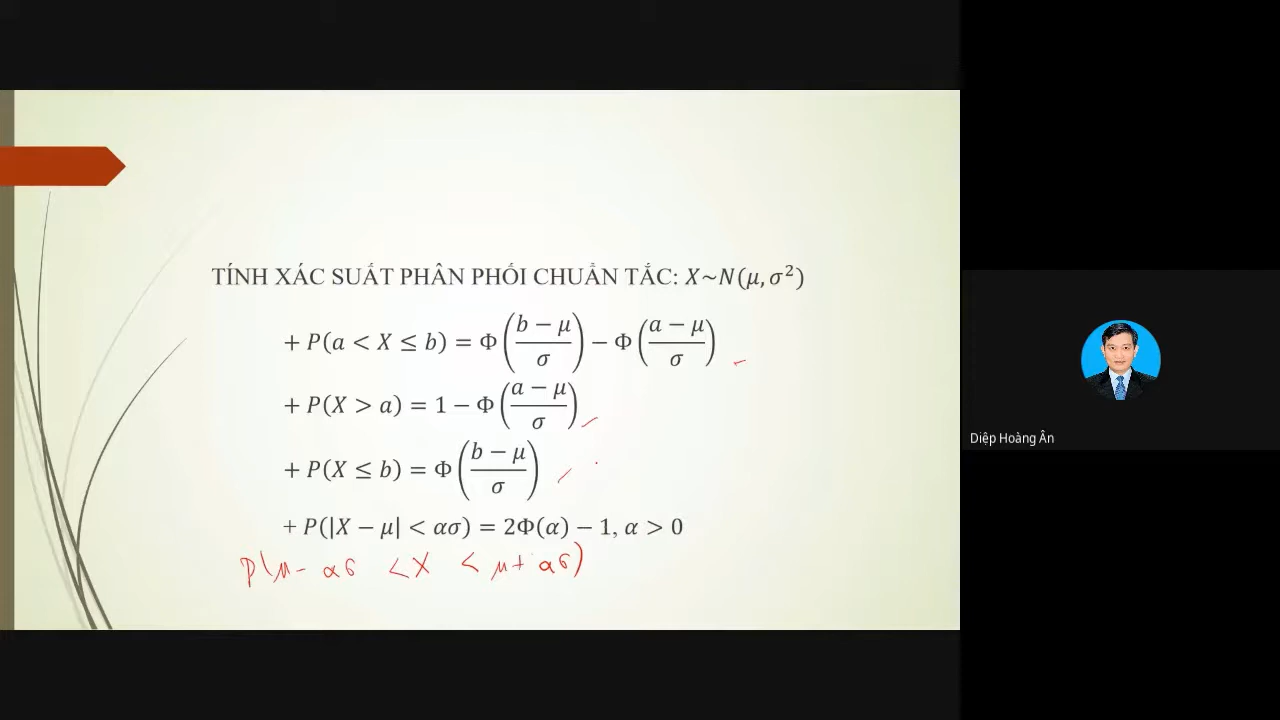 TÍNH XÁC SUẤT PHÂN PHỐI CHUẨN TẮC: X~N(μ, σ²)
+ P(a < X ≤ b) = Φ((b − μ)/σ) − Φ((a − μ)/σ)
+ P(X > a) = 1 − Φ((a − μ)/σ)
+ P(X ≤ b) = Φ((b − μ)/σ)
+ P(|X − μ| < ασ) = 2Φ(α) − 1, α > 0
P(μ − ασ < X < μ + ασ)
Diệp Hoàng Ân